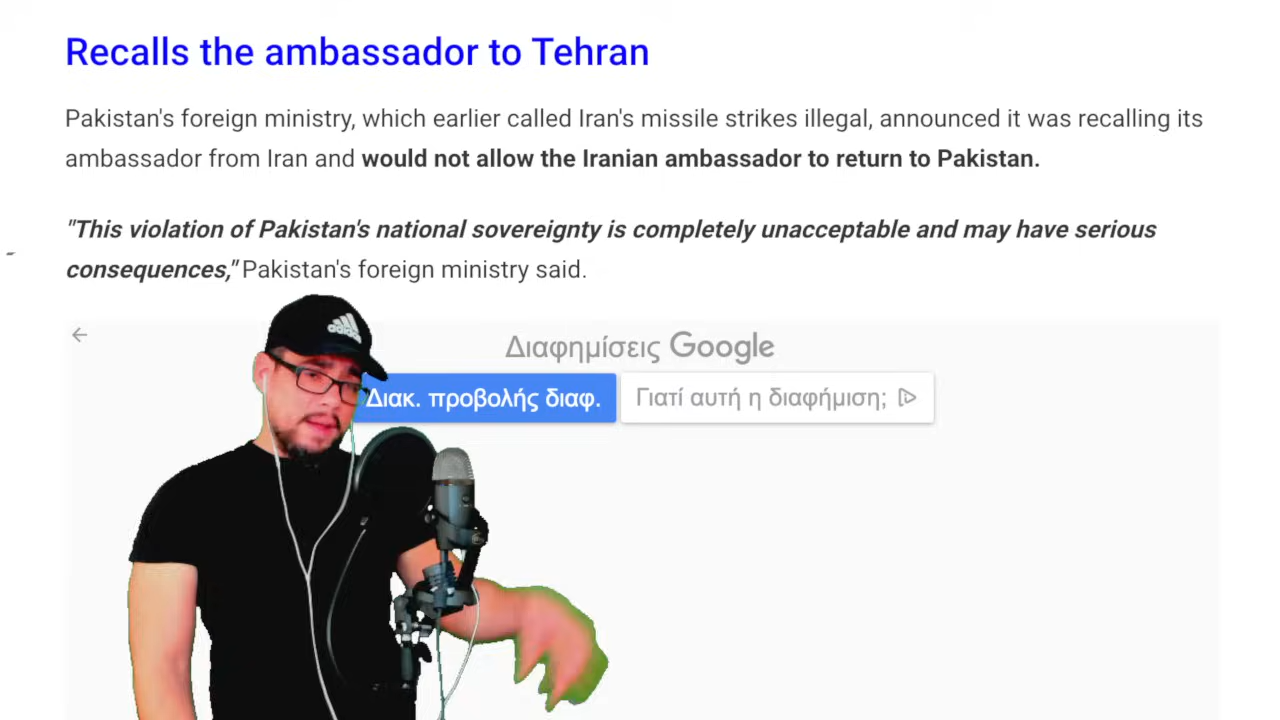 Recalls the ambassador to Tehran
Pakistan's foreign ministry, which earlier called Iran's missile strikes illegal, announced it was recalling its
ambassador from Iran and would not allow the Iranian ambassador to return to Pakistan.
"This violation of Pakistan's national sovereignty is completely unacceptable and may have serious
consequences," Pakistan's foreign ministry said.
Διαφημίσεις Google
Διακ. προβολής διαφ.
Γιατί αυτή η διαφήμιση;
adidas